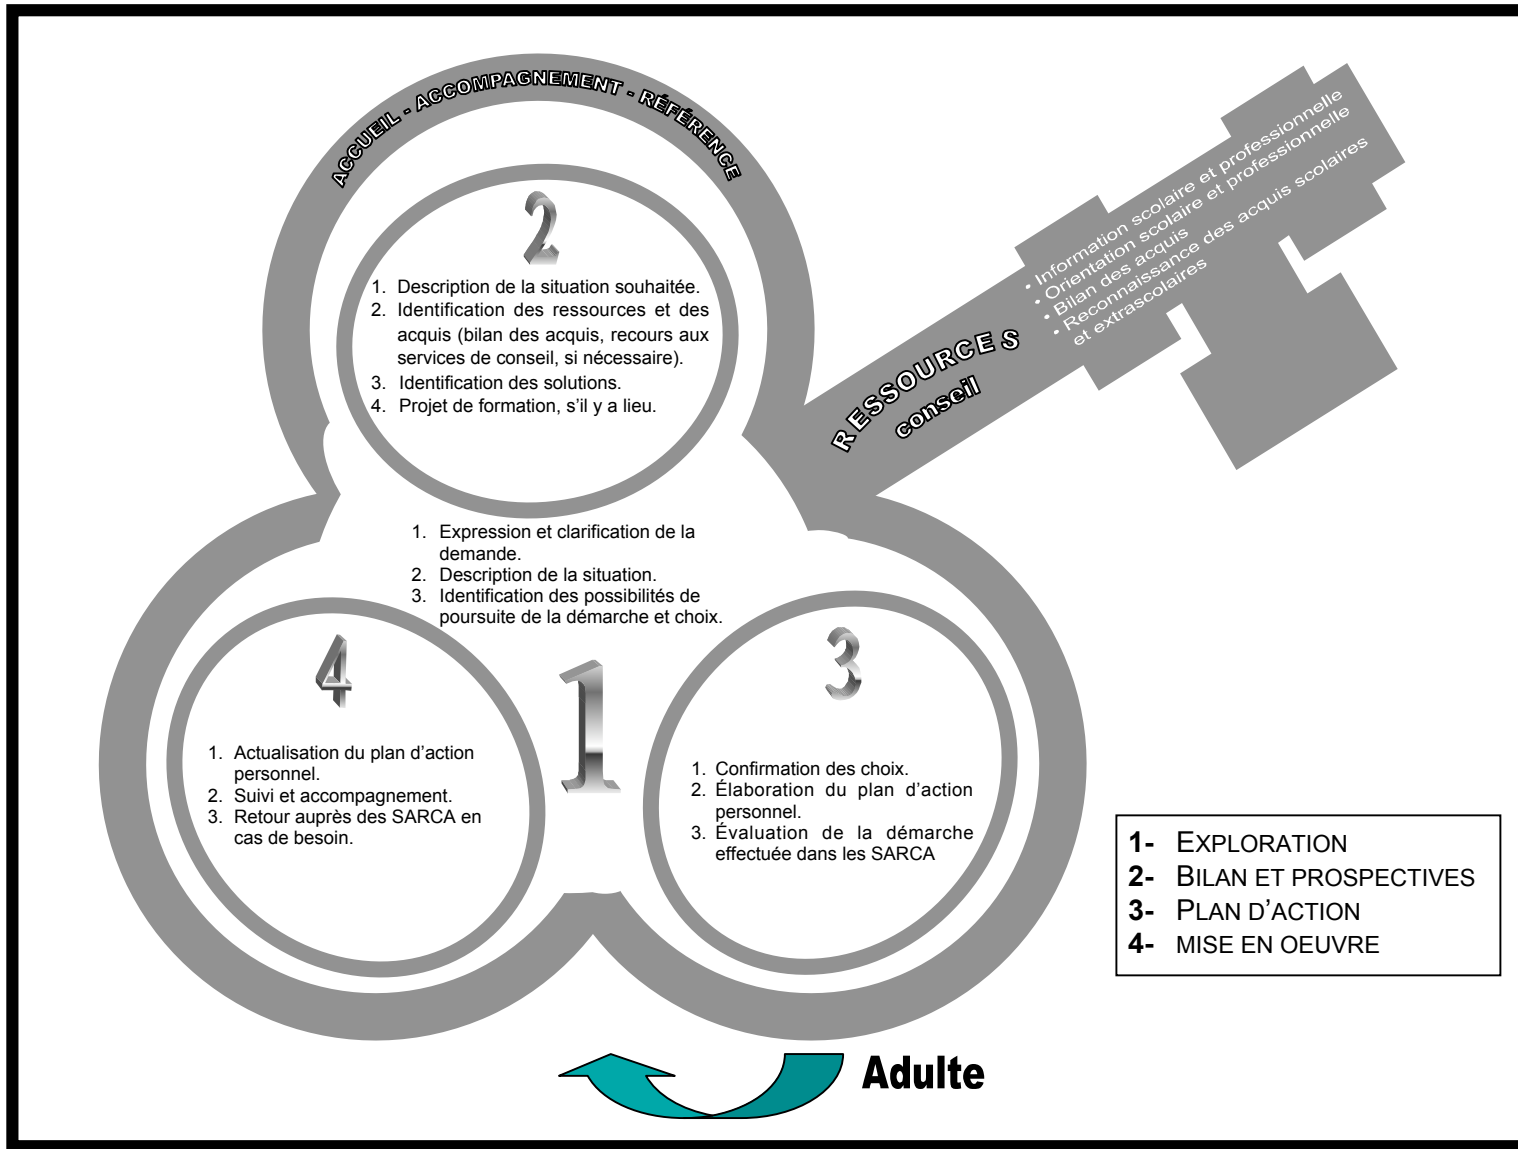 ACCUEIL - ACCOMPAGNEMENT - RÉFÉRENCE
2
1. Description de la situation souhaitée.
2. Identification des ressources et des
acquis (bilan des acquis, recours aux
services de conseil, si nécessaire).
3. Identification des solutions.
4. Projet de formation, s’il y a lieu.
RESSOURCES
conseil
• Information scolaire et professionnelle
• Orientation scolaire et professionnelle
• Bilan des acquis
• Reconnaissance des acquis scolaires
et extrascolaires
1. Expression et clarification de la
demande.
2. Description de la situation.
3. Identification des possibilités de
poursuite de la démarche et choix.
1
4
1. Actualisation du plan d’action
personnel.
2. Suivi et accompagnement.
3. Retour auprès des SARCA en
cas de besoin.
3
1. Confirmation des choix.
2. Élaboration du plan d’action
personnel.
3. Évaluation de la démarche
effectuée dans les SARCA
1- EXPLORATION
2- BILAN ET PROSPECTIVES
3- PLAN D’ACTION
4- MISE EN OEUVRE
Adulte